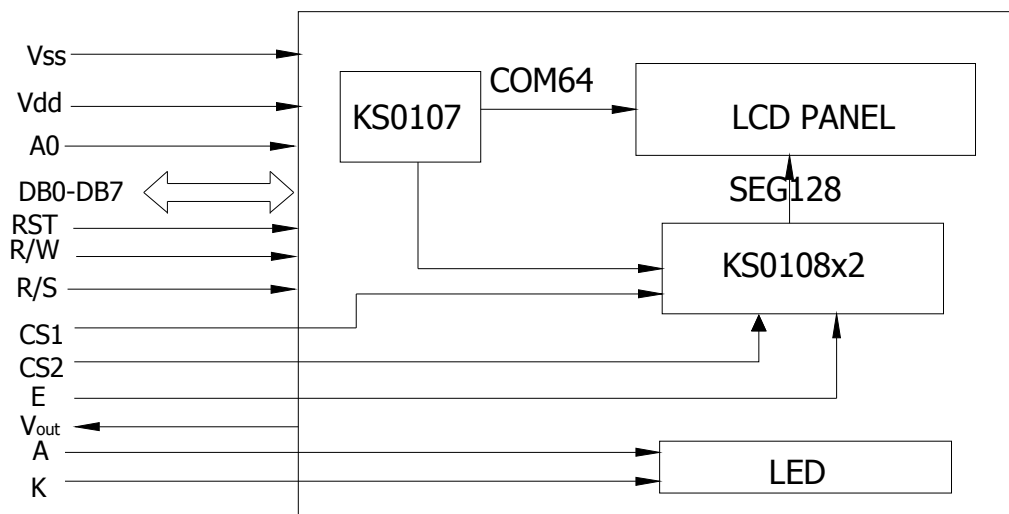 Vss
Vdd
A0
DB0-DB7
RST
R/W
R/S
CS1
CS2
E
Vout
A
K
KS0107
COM64
LCD PANEL
SEG128
KS0108x2
LED